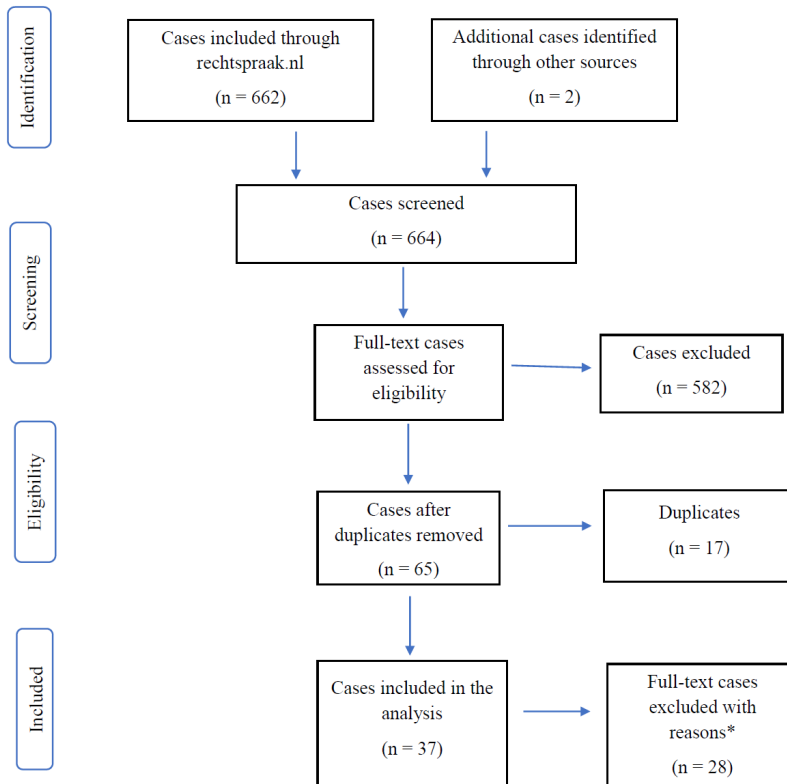 Identification
Cases included through
rechtspraak.nl
(n = 662)
Additional cases identified
through other sources
(n = 2)
Cases screened
(n = 664)
Screening
Full-text cases
assessed for
eligibility
Cases excluded
(n = 582)
Eligibility
Cases after
duplicates removed
(n = 65)
Duplicates
(n = 17)
Included
Cases included in the
analysis
(n = 37)
Full-text cases
excluded with
reasons*
(n = 28)